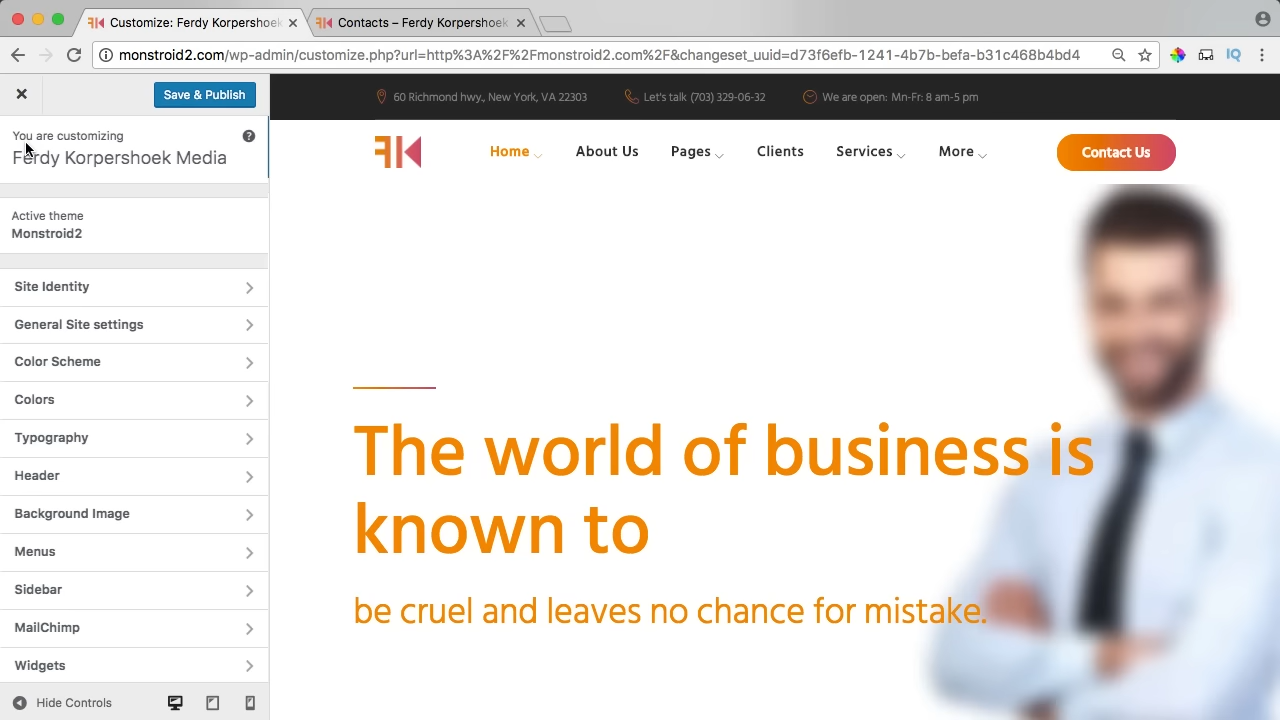 Customize: Ferdy Korpershoek
Contacts – Ferdy Korpershoek
monstroid2.com/wp-admin/customize.php?url=http%3A%2F%2Fmonstroid2.com%2F&changeset_uuid=d73f6efb-1241-4b7b-befa-b31c468b4bd4
IQ
Save & Publish
60 Richmond hwy., New York, VA 22303
Let's talk (703) 329-06-32
We are open: Mn-Fr: 8 am-5 pm
You are customizing
Ferdy Korpershoek Media
Home
About Us
Pages
Clients
Services
More
Contact Us
Active theme
Monstroid2
Site Identity
General Site settings
Color Scheme
Colors
Typography
Header
Background Image
Menus
Sidebar
MailChimp
Widgets
Hide Controls
The world of business is
known to
be cruel and leaves no chance for mistake.